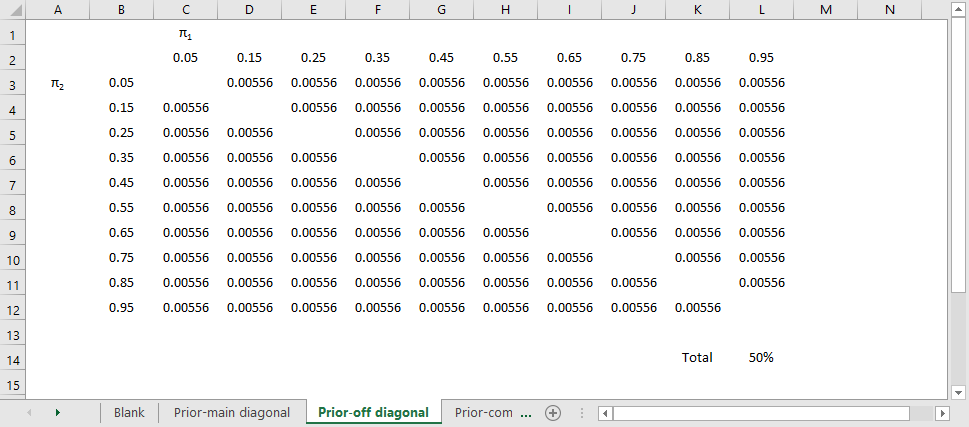 A B C D E F G H I J K L M N
1 π1
2 0.05 0.15 0.25 0.35 0.45 0.55 0.65 0.75 0.85 0.95
3 π2 0.05 0.00556 0.00556 0.00556 0.00556 0.00556 0.00556 0.00556 0.00556 0.00556
4 0.15 0.00556 0.00556 0.00556 0.00556 0.00556 0.00556 0.00556 0.00556 0.00556
5 0.25 0.00556 0.00556 0.00556 0.00556 0.00556 0.00556 0.00556 0.00556 0.00556
6 0.35 0.00556 0.00556 0.00556 0.00556 0.00556 0.00556 0.00556 0.00556 0.00556
7 0.45 0.00556 0.00556 0.00556 0.00556 0.00556 0.00556 0.00556 0.00556 0.00556
8 0.55 0.00556 0.00556 0.00556 0.00556 0.00556 0.00556 0.00556 0.00556 0.00556
9 0.65 0.00556 0.00556 0.00556 0.00556 0.00556 0.00556 0.00556 0.00556 0.00556
10 0.75 0.00556 0.00556 0.00556 0.00556 0.00556 0.00556 0.00556 0.00556 0.00556
11 0.85 0.00556 0.00556 0.00556 0.00556 0.00556 0.00556 0.00556 0.00556 0.00556
12 0.95 0.00556 0.00556 0.00556 0.00556 0.00556 0.00556 0.00556 0.00556 0.00556
13
14 Total 50%
15
Blank Prior-main diagonal Prior-off diagonal Prior-com ...